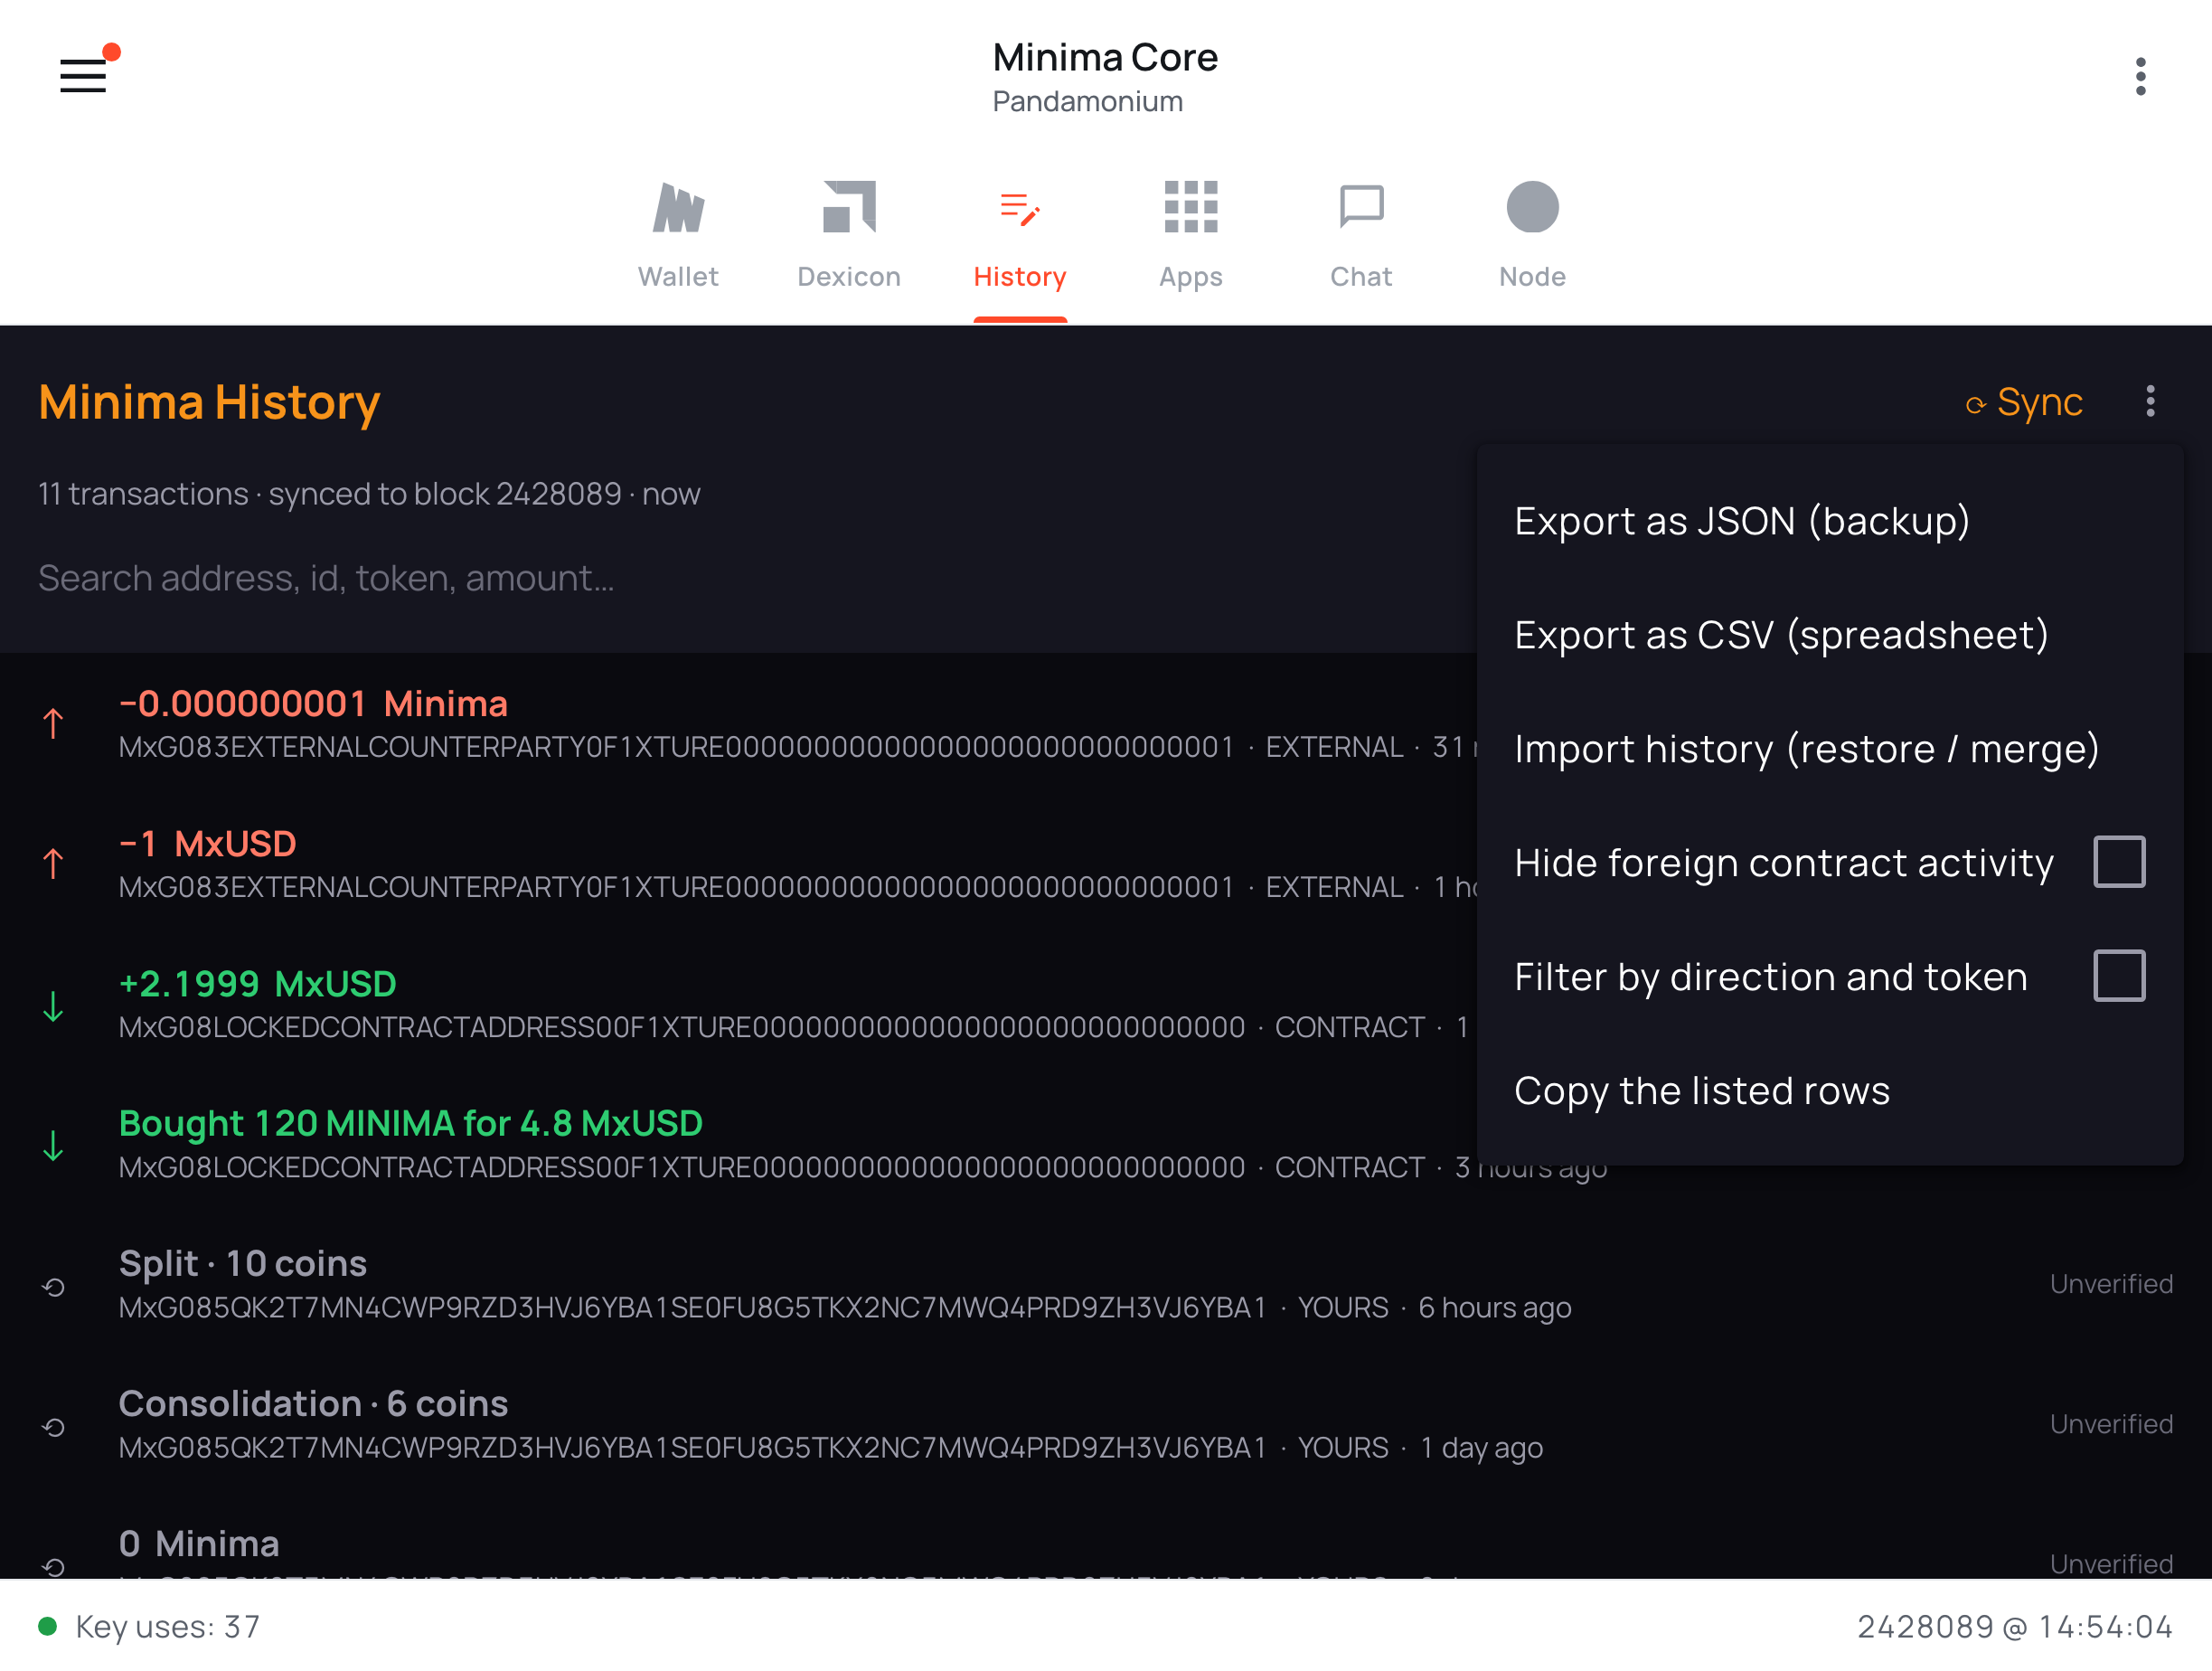 Minima Core
Pandamonium
Wallet
Dexicon
History
Apps
Chat
Node
Minima History
Sync
11 transactions · synced to block 2428089 · now
Search address, id, token, amount...
Export as JSON (backup)
Export as CSV (spreadsheet)
Import history (restore / merge)
Hide foreign contract activity
Filter by direction and token
Copy the listed rows
−0.000000001 Minima
· EXTERNAL · 31
−1 MxUSD
· EXTERNAL · 1
+2.1999 MxUSD
· CONTRACT · 1
Bought 120 MINIMA for 4.8 MxUSD
· CONTRACT · 3 hours ago
Split · 10 coins
MxG085QK2T7MN4CWP9RZD3HVJ6YBA1SE0FU8G5TKX2NC7MWQ4PRD9ZH3VJ6YBA1 · YOURS · 6 hours ago
Unverified
Consolidation · 6 coins
MxG085QK2T7MN4CWP9RZD3HVJ6YBA1SE0FU8G5TKX2NC7MWQ4PRD9ZH3VJ6YBA1 · YOURS · 1 day ago
Unverified
0 Minima
Unverified
Key uses: 37
2428089 @ 14:54:04